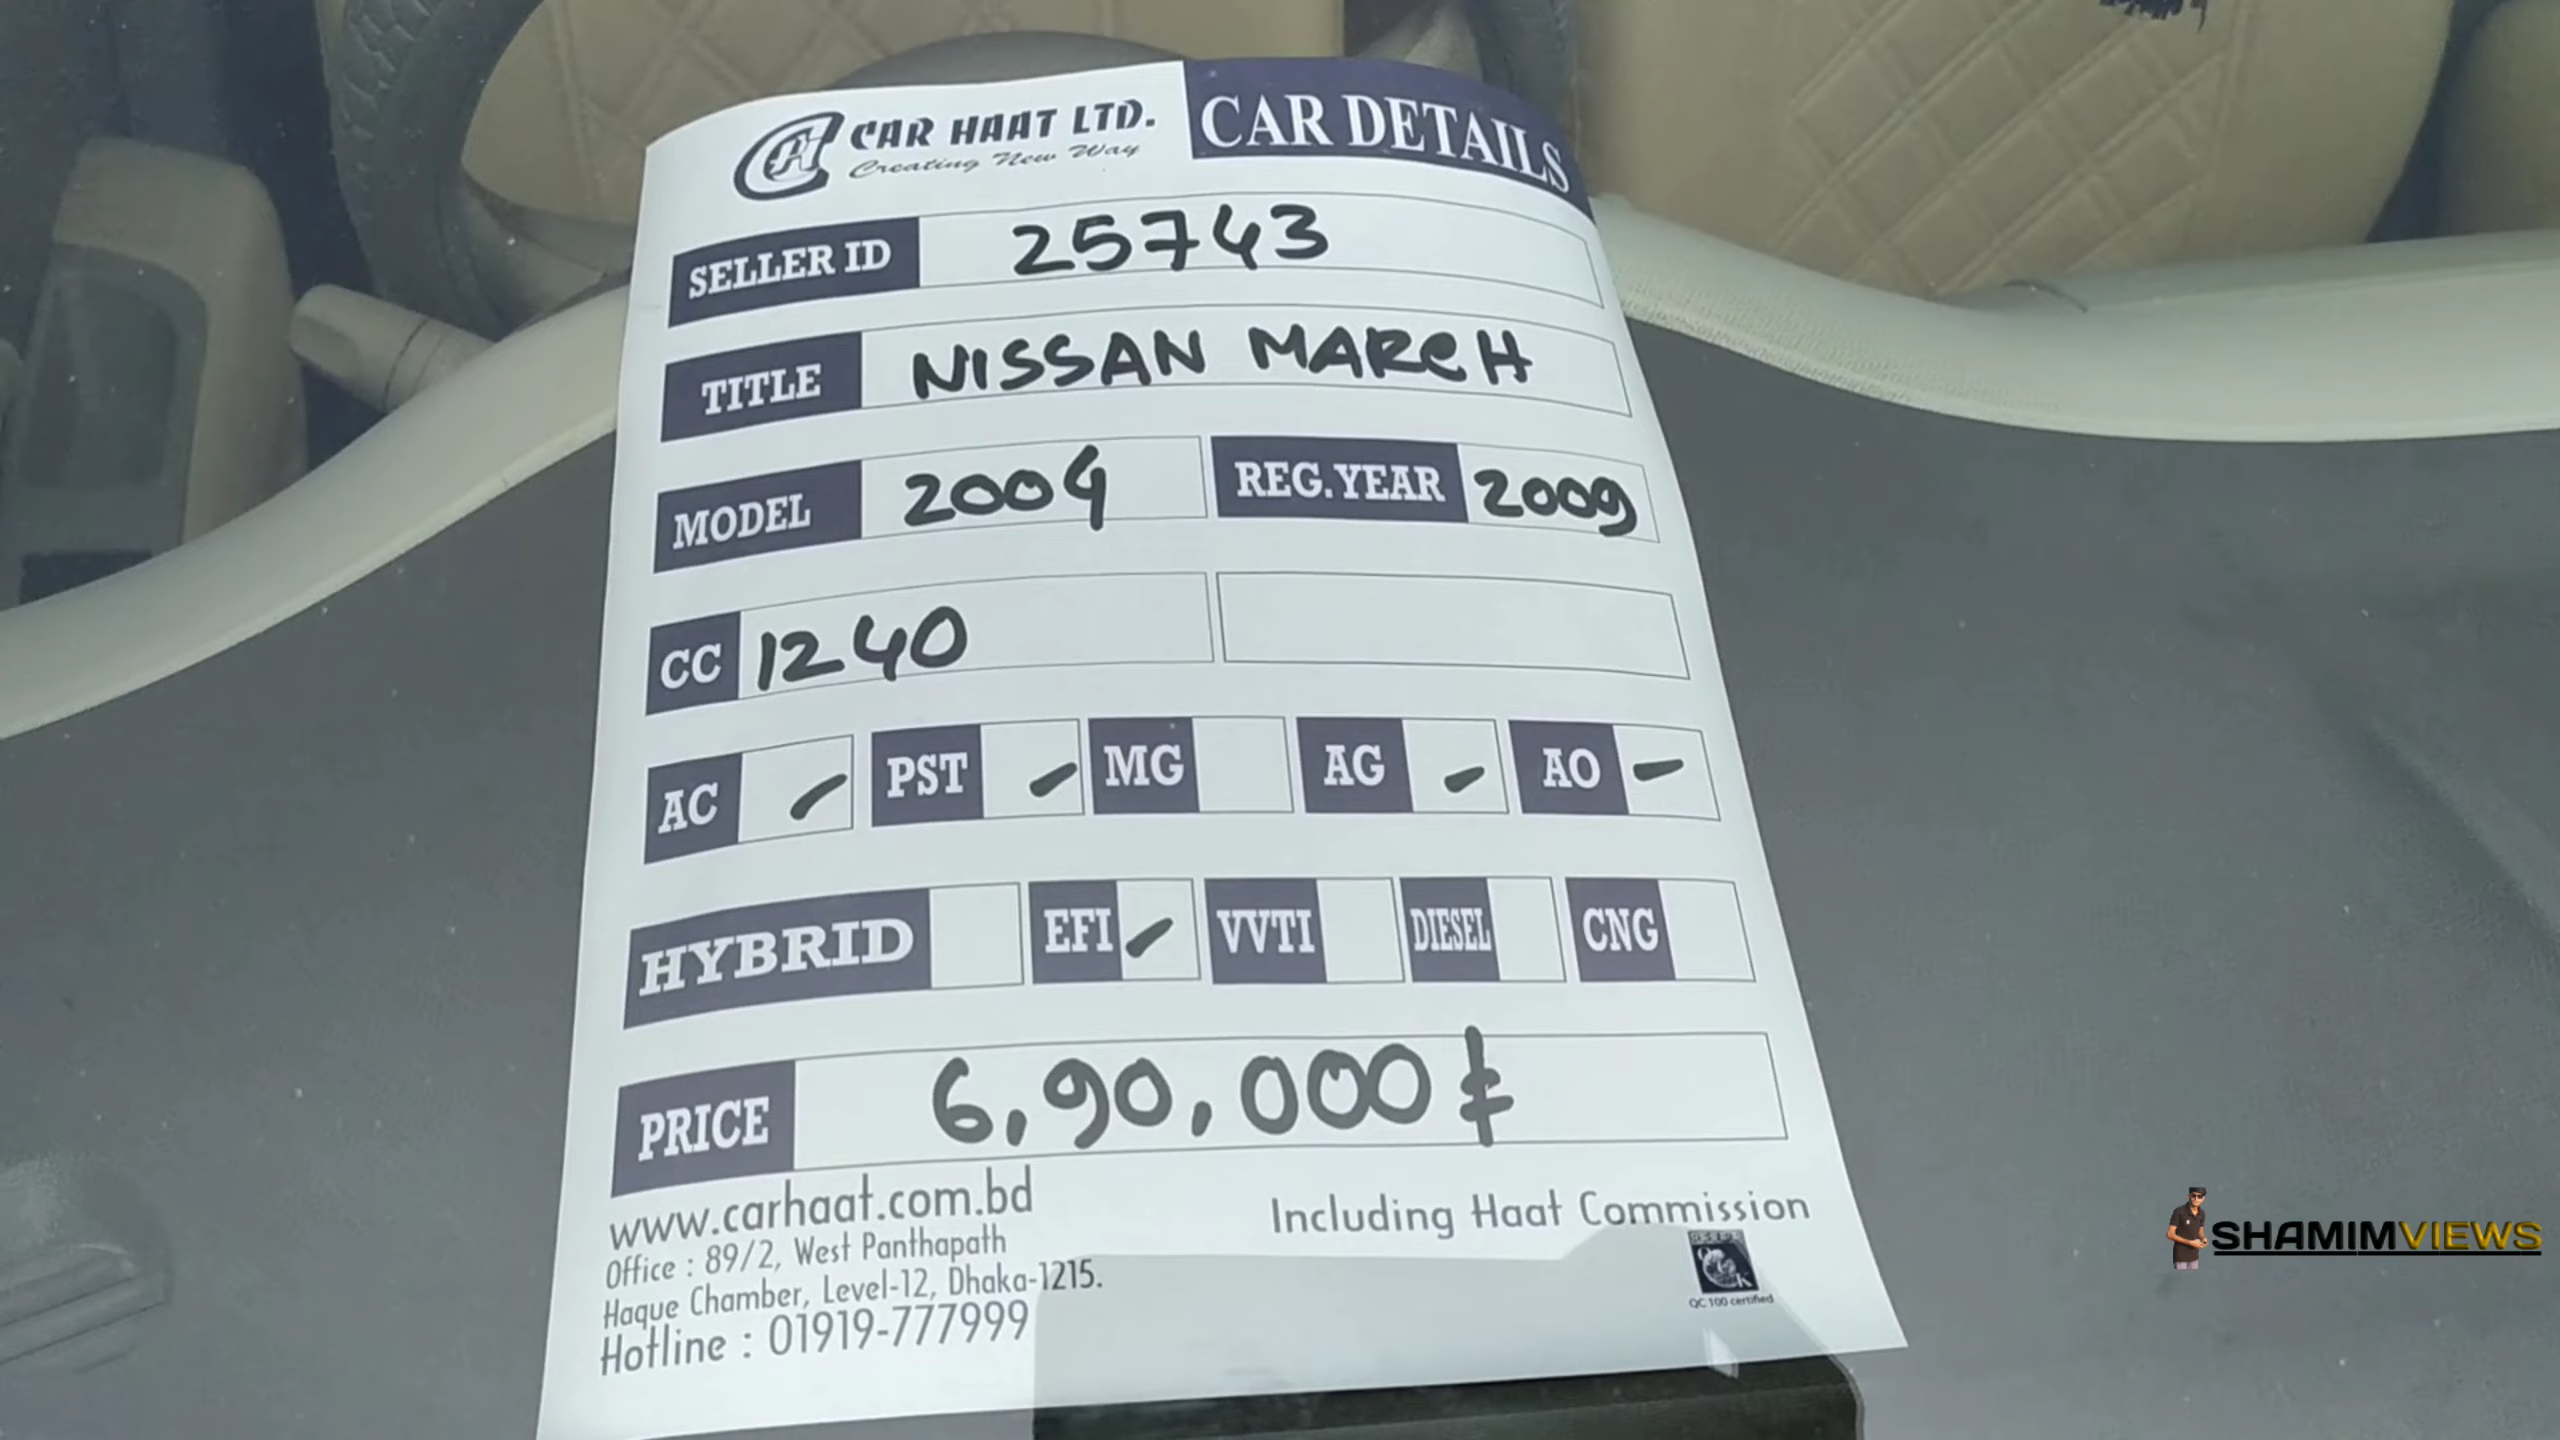 CAR HAAT LTD.
Creating New Way
CAR DETAILS
SELLER ID 25743
TITLE NISSAN MARCH
MODEL 2004 REG.YEAR 2009
CC 1240
AC PST MG AG AO
HYBRID EFI VVTI DIESEL CNG
PRICE 6,90,000
www.carhaat.com.bd
Including Haat Commission
Office : 89/2, West Panthapath
Haque Chamber, Level-12, Dhaka-1215.
Hotline : 01919-777999
QC 100 certified
SHAMIMVIEWS